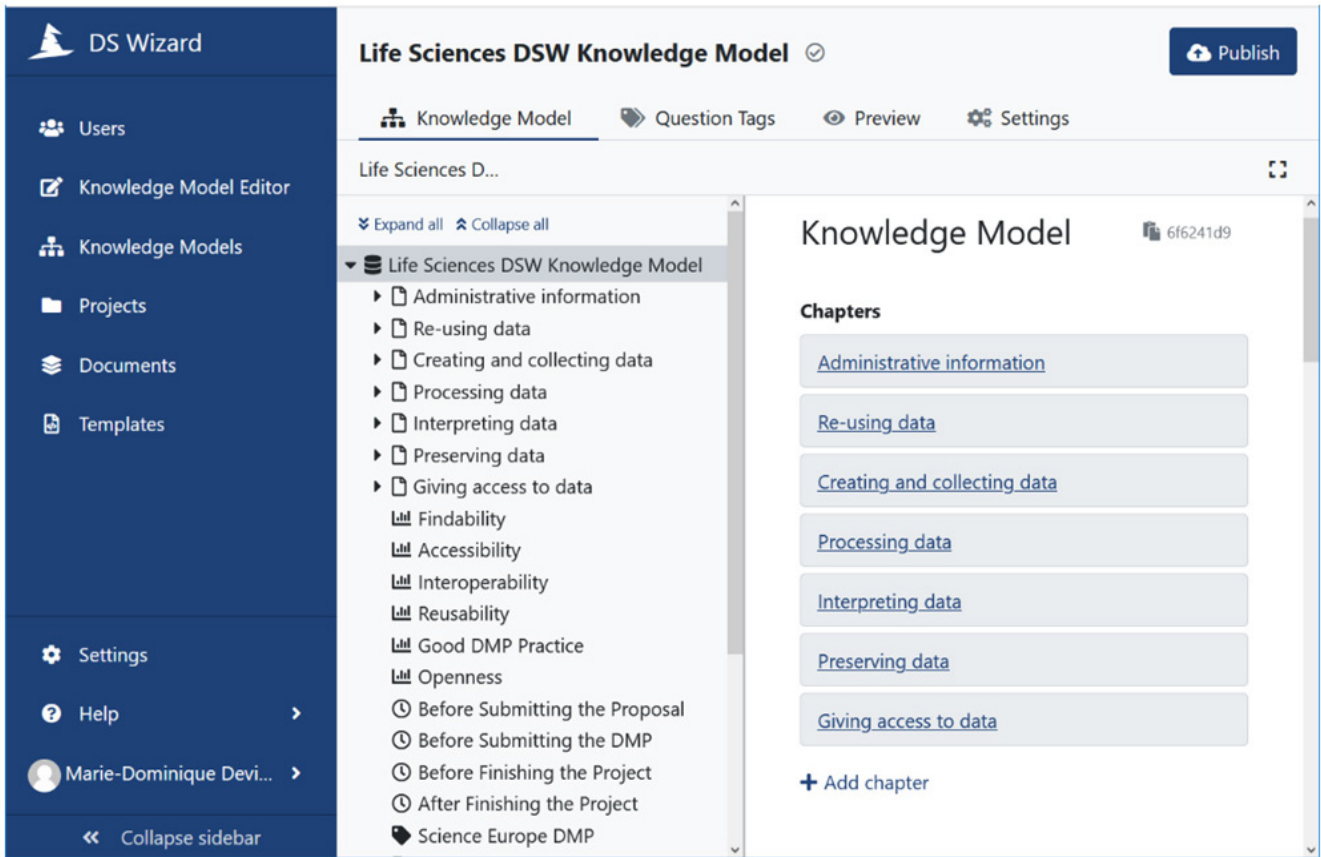 DS Wizard
Users
Knowledge Model Editor
Knowledge Models
Projects
Documents
Templates
Settings
Help
Marie-Dominique Devi...
Collapse sidebar
Life Sciences DSW Knowledge Model
Publish
Knowledge Model
Question Tags
Preview
Settings
Life Sciences D...
Expand all
Collapse all
Life Sciences DSW Knowledge Model
Administrative information
Re-using data
Creating and collecting data
Processing data
Interpreting data
Preserving data
Giving access to data
Findability
Accessibility
Interoperability
Reusability
Good DMP Practice
Openness
Before Submitting the Proposal
Before Submitting the DMP
Before Finishing the Project
After Finishing the Project
Science Europe DMP
Knowledge Model
6f6241d9
Chapters
Administrative information
Re-using data
Creating and collecting data
Processing data
Interpreting data
Preserving data
Giving access to data
Add chapter